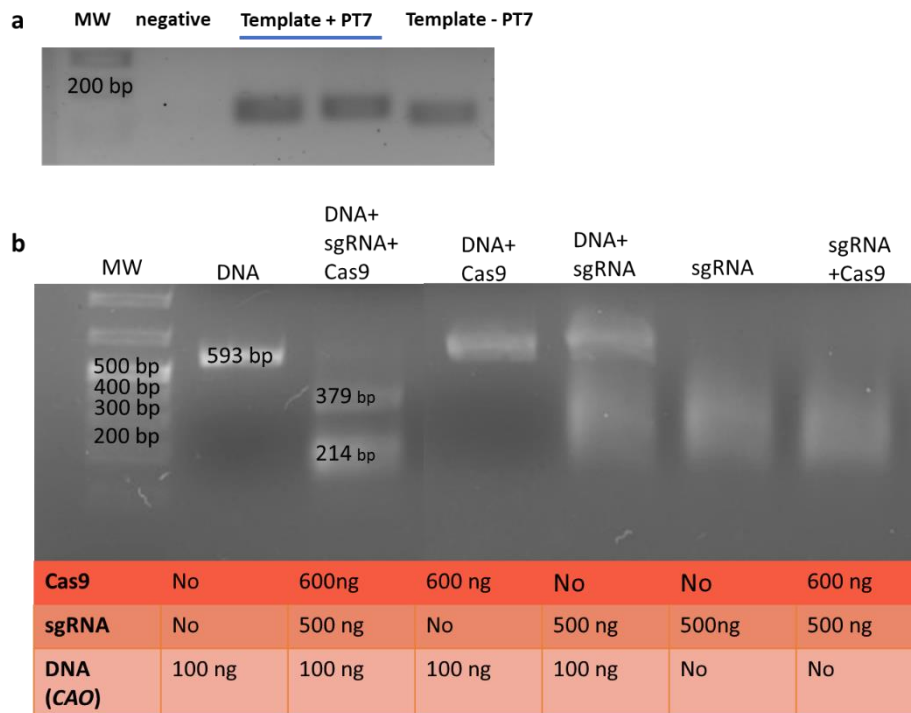 a
MW negative Template + PT7 Template - PT7
200 bp
b
MW
DNA
DNA+
sgRNA+
Cas9
DNA+
Cas9
DNA+
sgRNA
sgRNA
sgRNA
+Cas9
593 bp
500 bp
400 bp
300 bp
200 bp
379 bp
214 bp
Cas9 No 600ng 600 ng No No 600 ng
sgRNA No 500 ng No 500 ng 500ng 500 ng
DNA 100 ng 100 ng 100 ng 100 ng No No
(CAO)